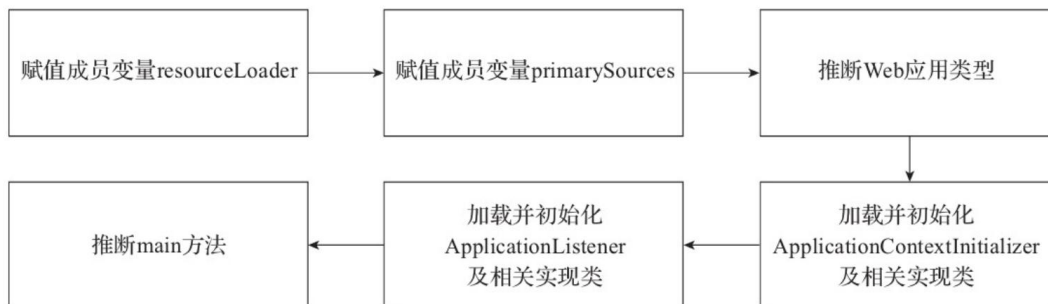 赋值成员变量resourceLoader
赋值成员变量primarySources
推断Web应用类型
加载并初始化
ApplicationContextInitializer
及相关实现类
加载并初始化
ApplicationListener
及相关实现类
推断main方法